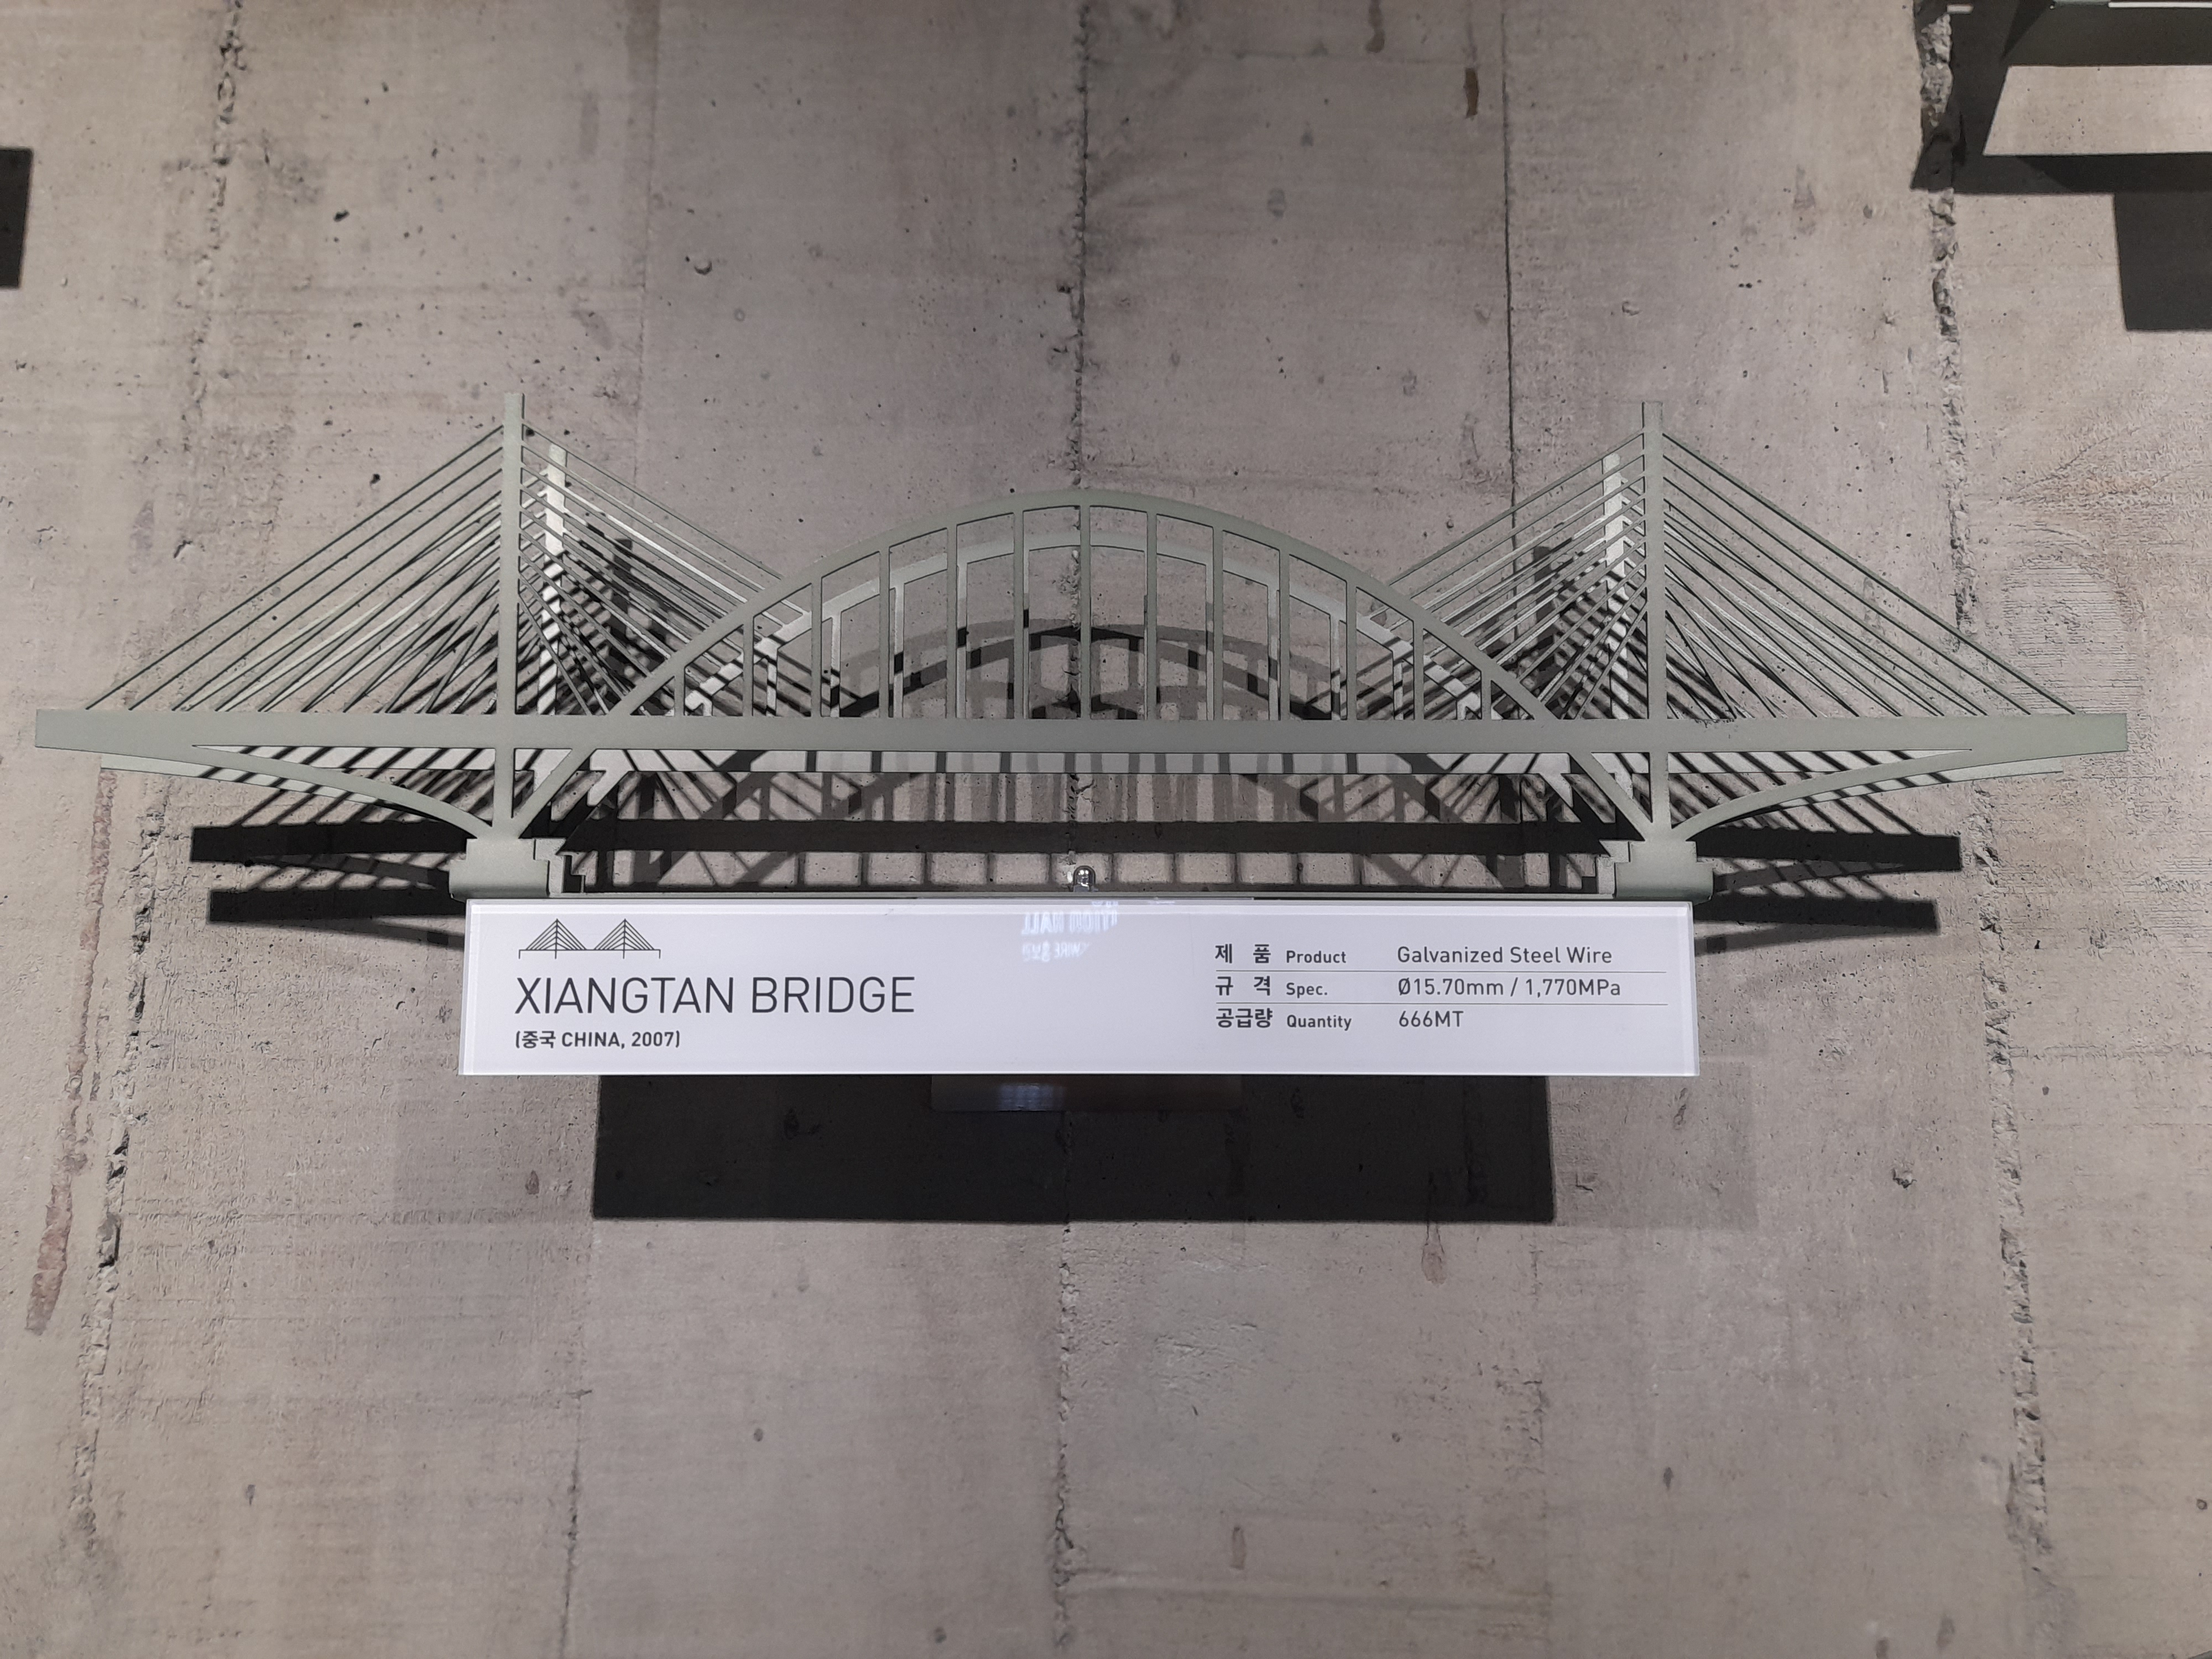 XIANGTAN BRIDGE
(중국 CHINA, 2007)
제 품 Product Galvanized Steel Wire
규 격 Spec. Ø15.70mm / 1,770MPa
공급량 Quantity 666MT